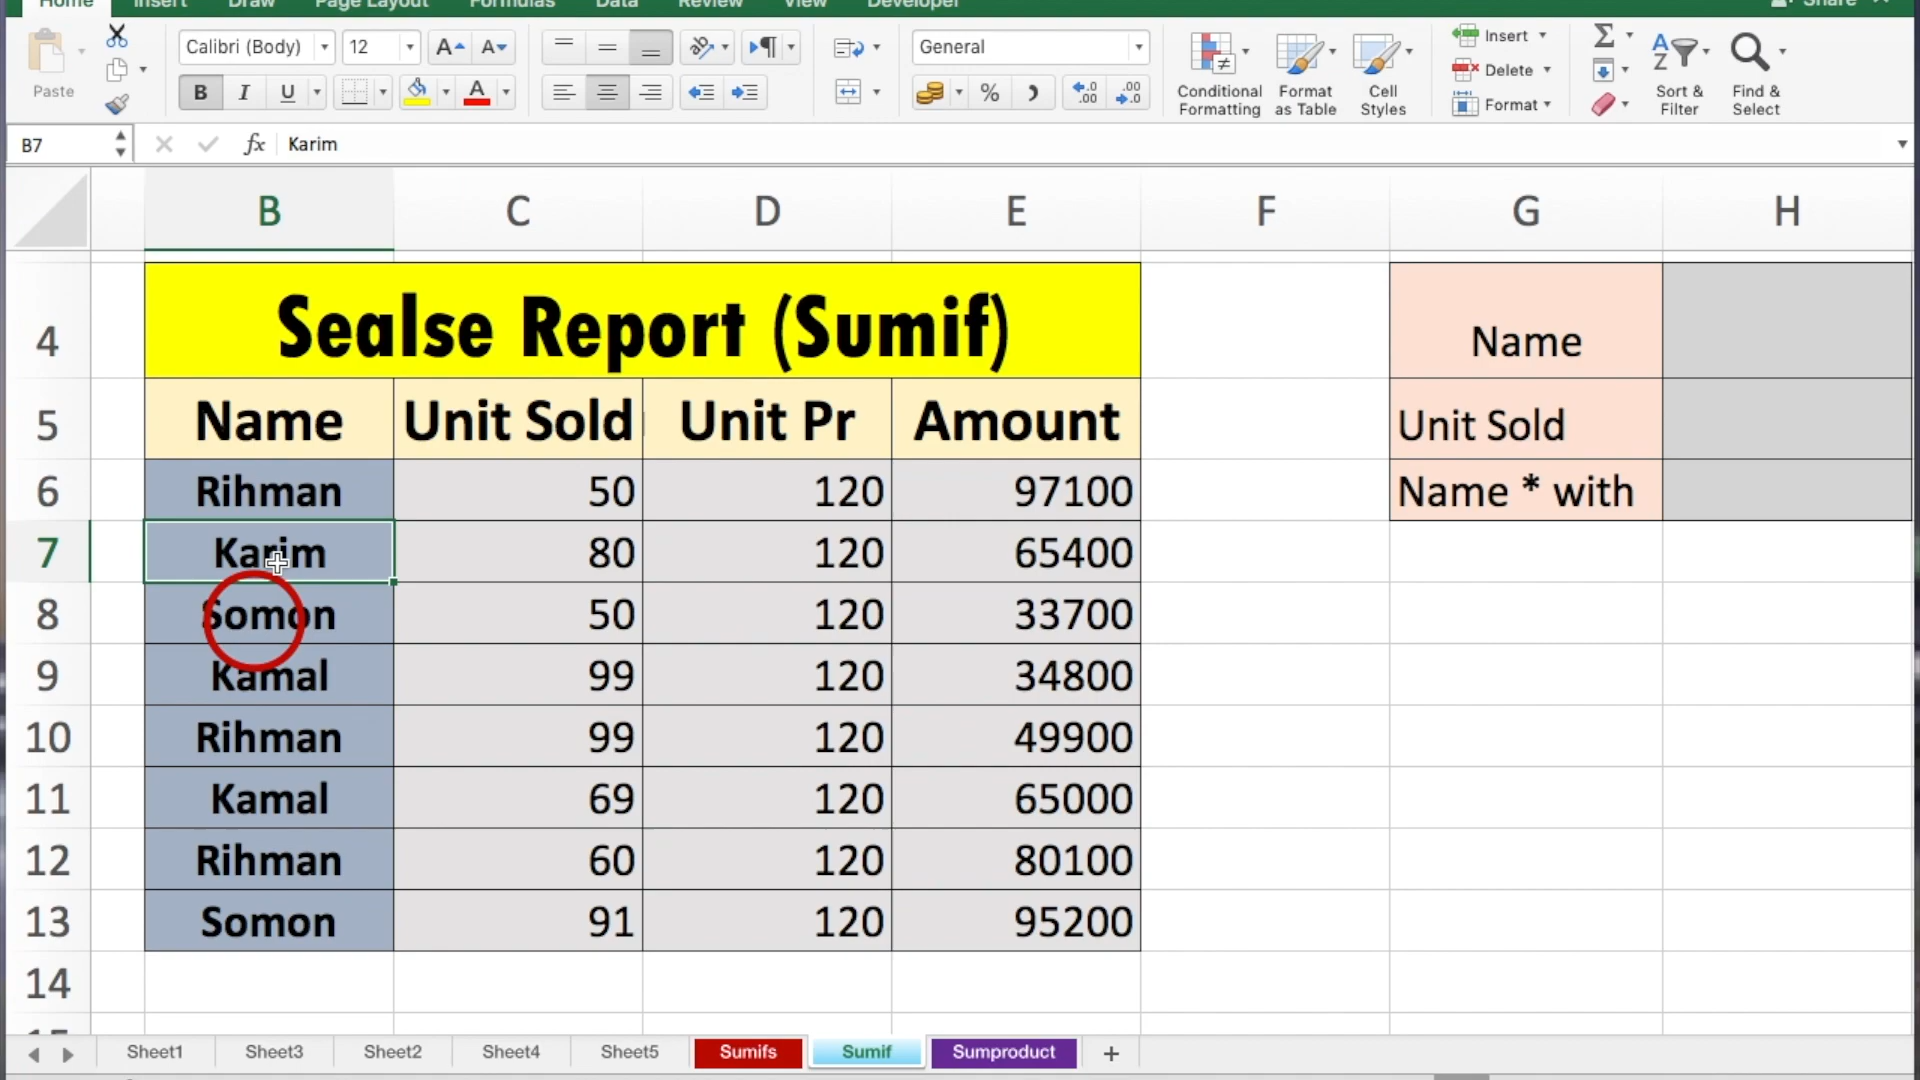 Home Insert Draw Page Layout Formulas Data Review View Developer Share
Paste
Calibri (Body) 12 A A
General
B I U A
Conditional Formatting
Format as Table
Cell Styles
Insert
Delete
Format
Sort & Filter
Find & Select
B7 fx Karim
B C D E F G H
4 Sealse Report (Sumif) Name
5 Name Unit Sold Unit Pr Amount Unit Sold
6 Rihman 50 120 97100 Name * with
7 Karim 80 120 65400
8 Somon 50 120 33700
9 Kamal 99 120 34800
10 Rihman 99 120 49900
11 Kamal 69 120 65000
12 Rihman 60 120 80100
13 Somon 91 120 95200
14
Sheet1 Sheet3 Sheet2 Sheet4 Sheet5 Sumifs Sumif Sumproduct +